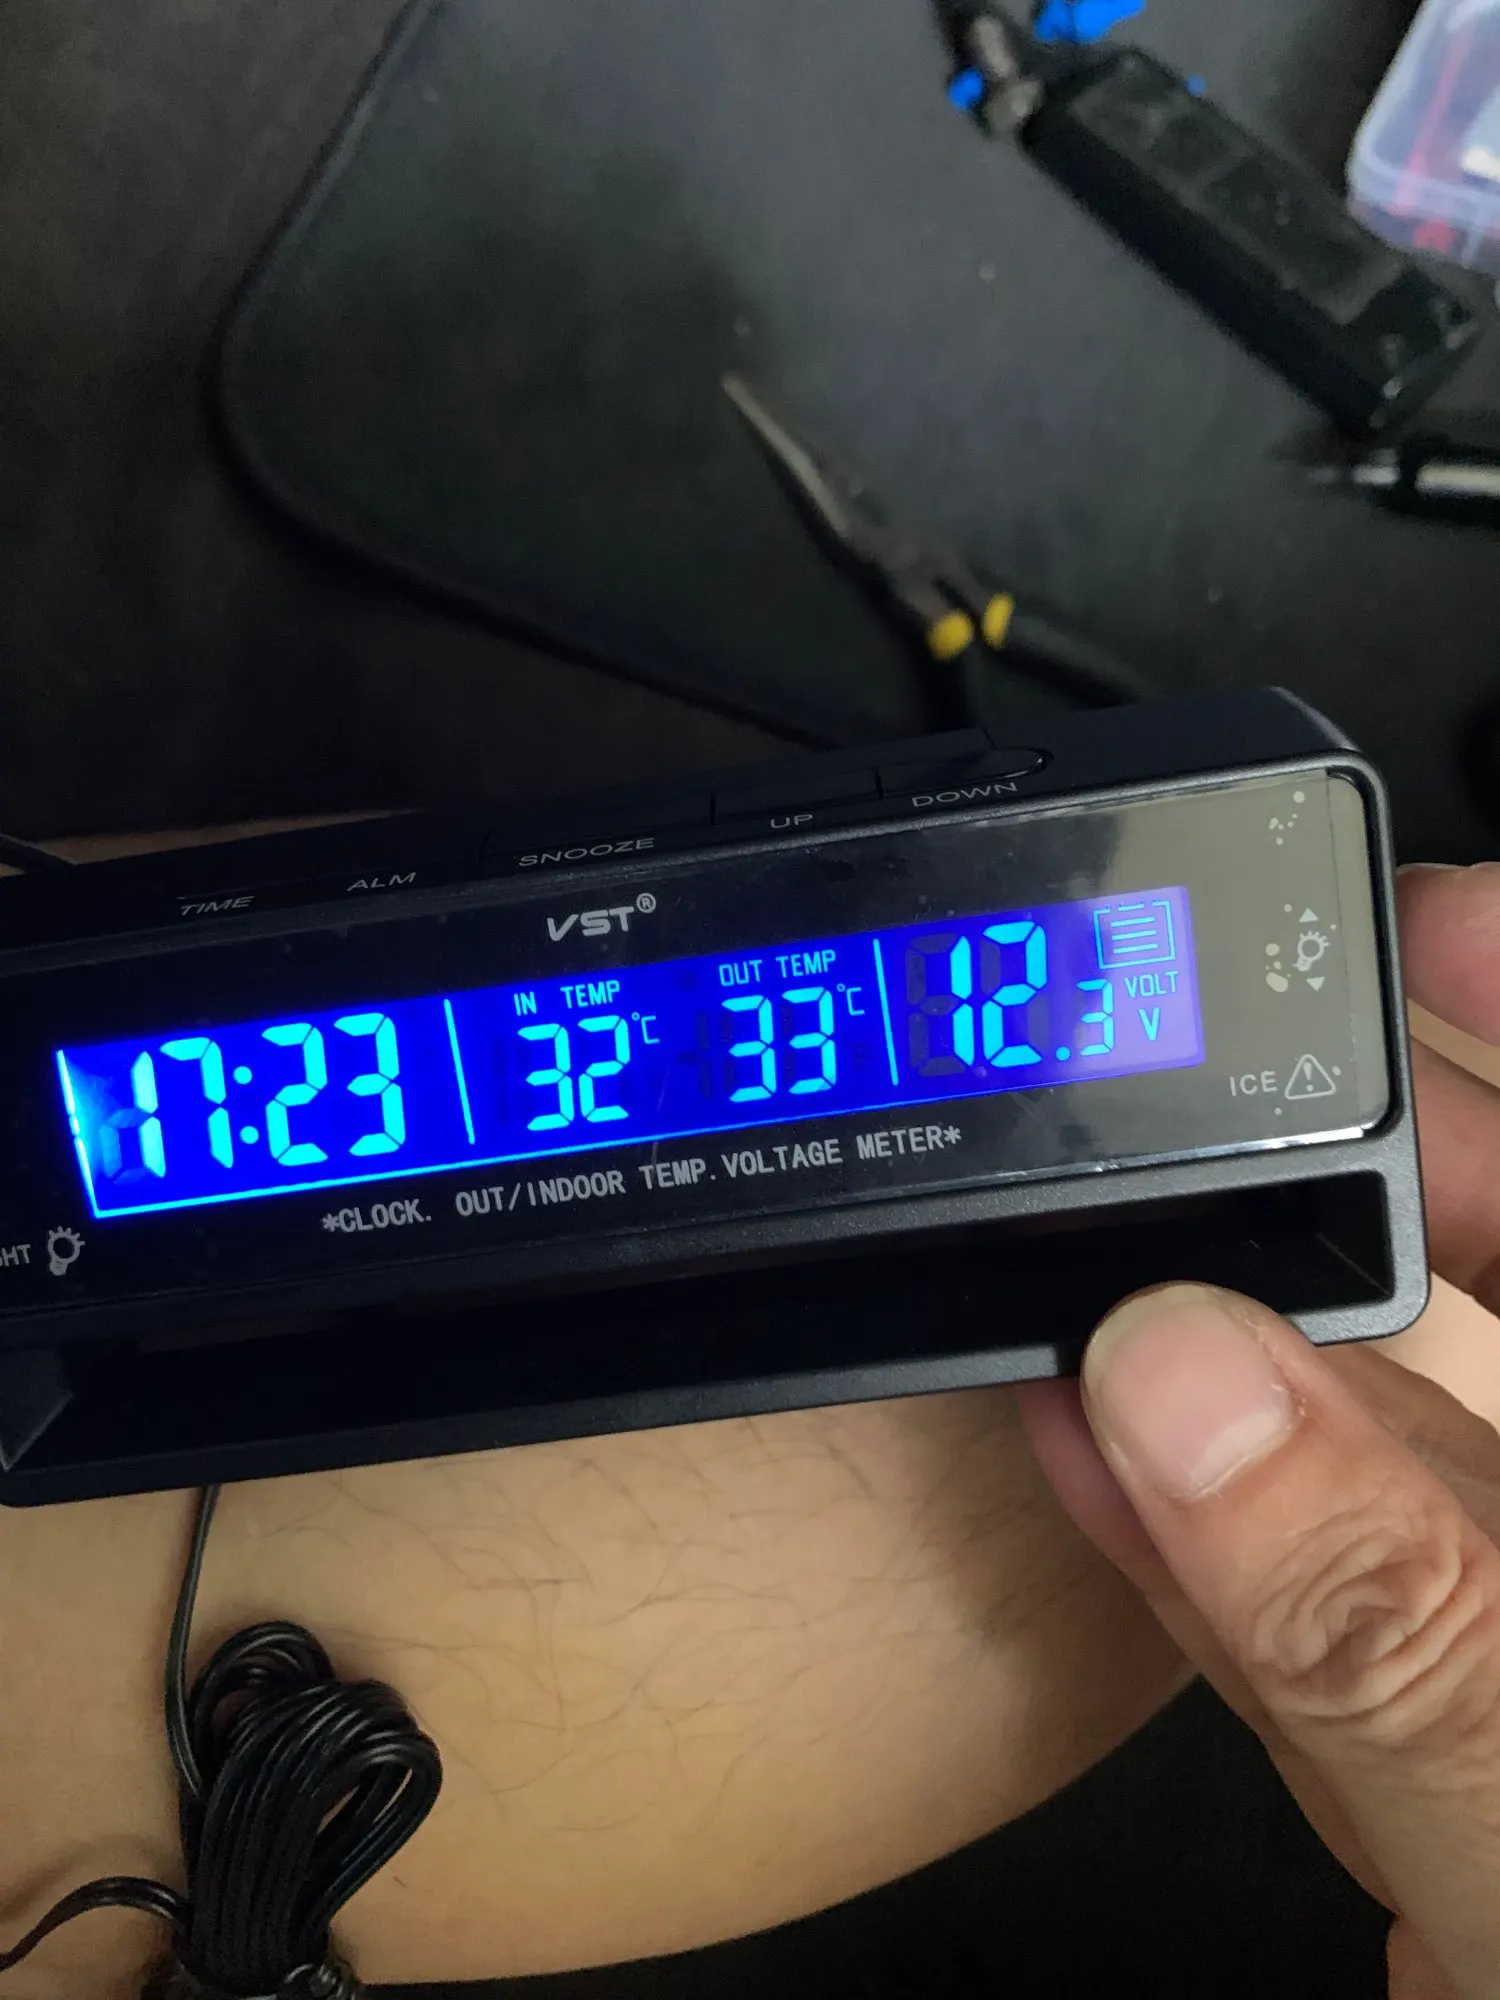 TIME ALM SNOOZE UP DOWN
VST®
17:23
IN TEMP
32°C
OUT TEMP
33°C
12.3
VOLT
V
ICE
*CLOCK. OUT/INDOOR TEMP.VOLTAGE METER*